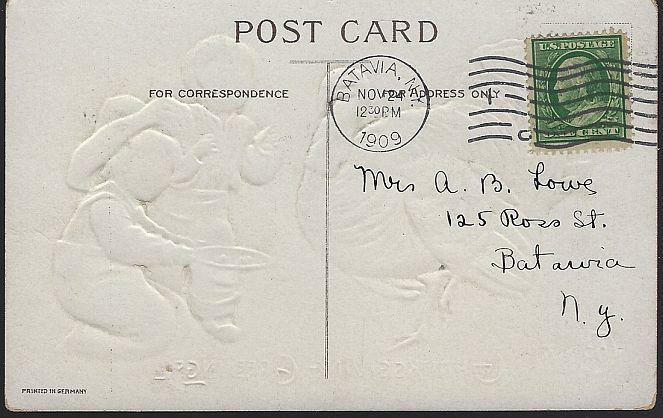 POST CARD
FOR CORRESPONDENCE
FOR ADDRESS ONLY
BATAVIA, N.Y.
NOV 24
12 30 PM
1909
U.S. POSTAGE
CENT
Mrs A. B. Lowe
125 Ross St.
Batavia
N.y.
PRINTED IN GERMANY